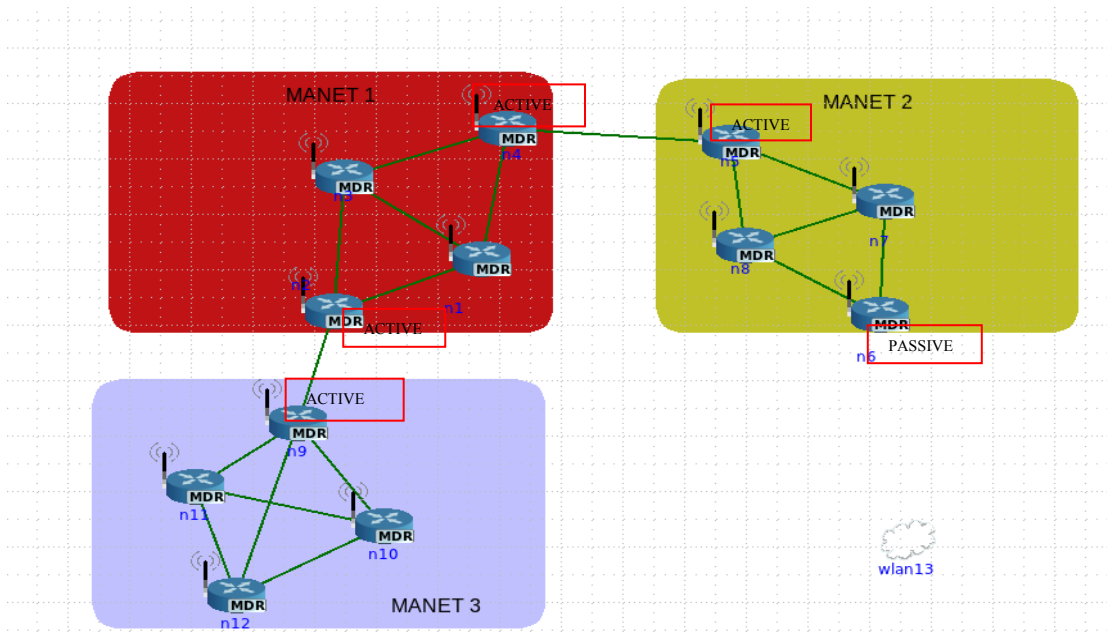 MANET 1
ACTIVE
MDR
n4
MDR
n3
MDR
n1
n2
MDR
ACTIVE
MANET 2
ACTIVE
MDR
n5
MDR
n7
MDR
n8
MDR
n6
PASSIVE
ACTIVE
MDR
n9
MDR
n11
MDR
n10
MDR
n12
MANET 3
wlan13